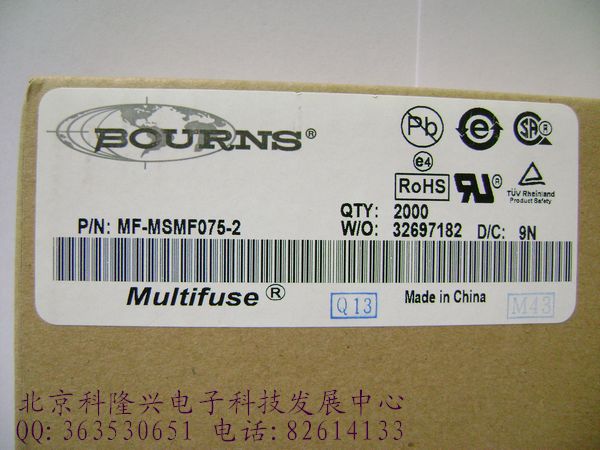 BOURNS®
Pb
e
SA ®
e4
RoHS
UL ®
TÜV Rheinland
Product Safety
P/N: MF-MSMF075-2
QTY: 2000
W/O: 32697182 D/C: 9N
Multifuse®
Q13
Made in China
M43
北京科隆兴电子科技发展中心
QQ:363530651 电话:82614133